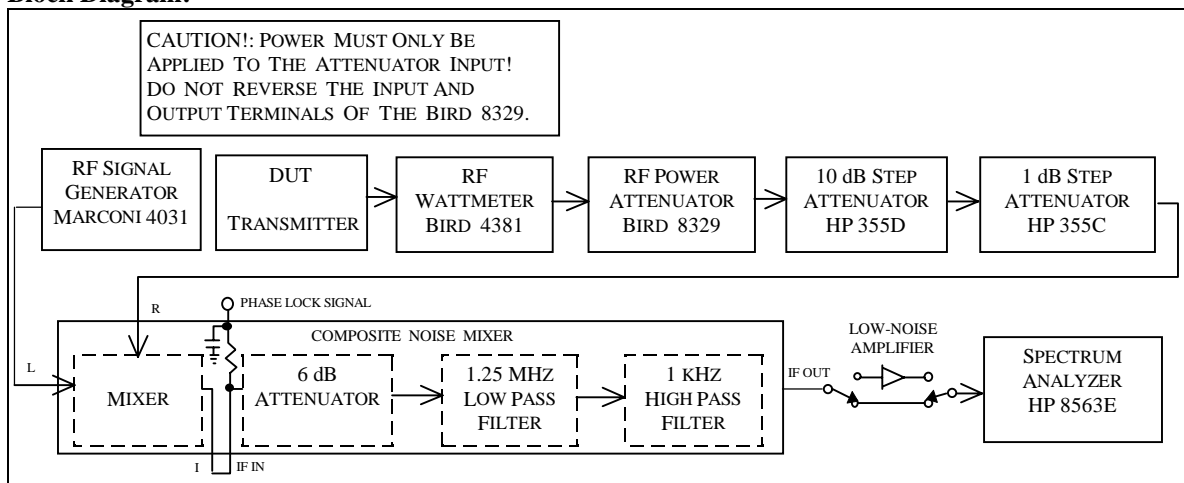 Block Diagram:
CAUTION!: POWER MUST ONLY BE
APPLIED TO THE ATTENUATOR INPUT!
DO NOT REVERSE THE INPUT AND
OUTPUT TERMINALS OF THE BIRD 8329.
RF SIGNAL
GENERATOR
MARCONI 4031
DUT
TRANSMITTER
RF
WATTMETER
BIRD 4381
RF POWER
ATTENUATOR
BIRD 8329
10 dB STEP
ATTENUATOR
HP 355D
1 dB STEP
ATTENUATOR
HP 355C
L
R
PHASE LOCK SIGNAL
COMPOSITE NOISE MIXER
MIXER
I
IF IN
6 dB
ATTENUATOR
1.25 MHZ
LOW PASS
FILTER
1 KHZ
HIGH PASS
FILTER
IF OUT
LOW-NOISE
AMPLIFIER
SPECTRUM
ANALYZER
HP 8563E